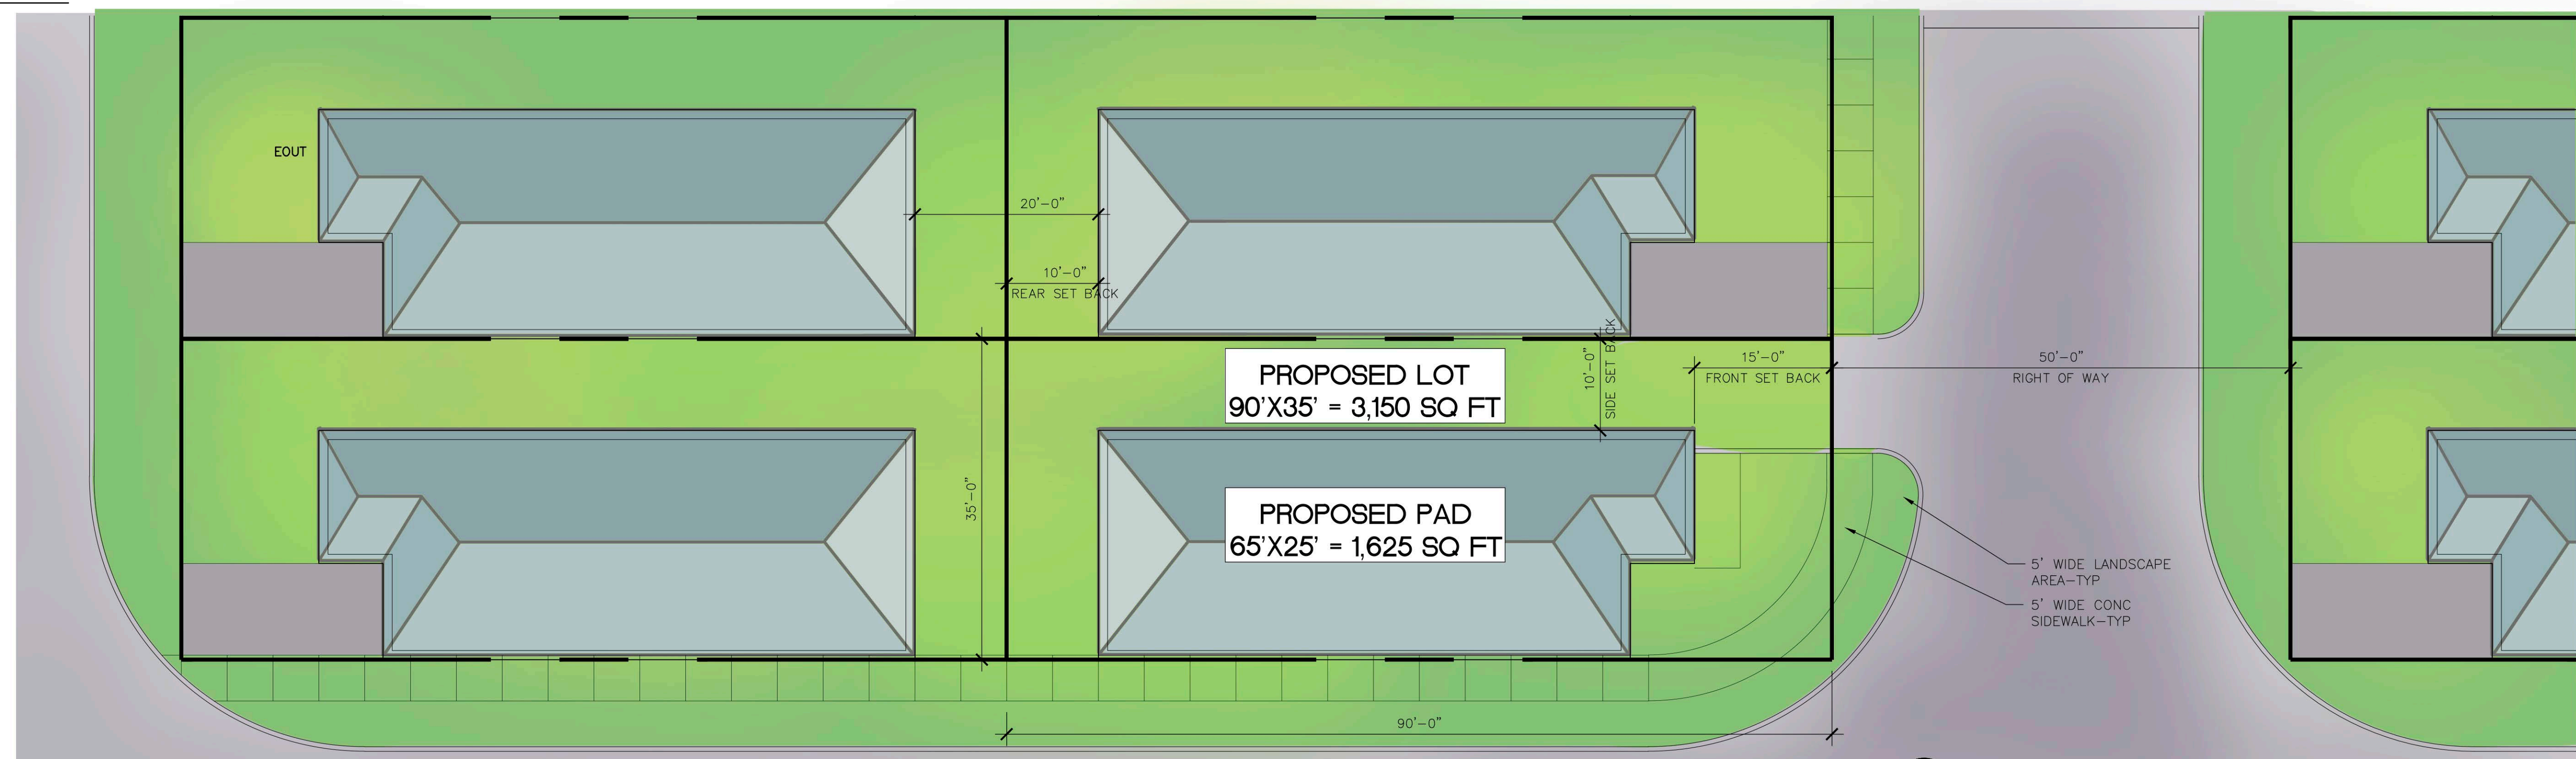 EOUT
20'-0"
10'-0"
REAR SET BACK
35'-0"
PROPOSED LOT
90'X35' = 3,150 SQ FT
10'-0"
SIDE SET BACK
15'-0"
FRONT SET BACK
50'-0"
RIGHT OF WAY
PROPOSED PAD
65'X25' = 1,625 SQ FT
5' WIDE LANDSCAPE
AREA-TYP
5' WIDE CONC
SIDEWALK-TYP
90'-0"